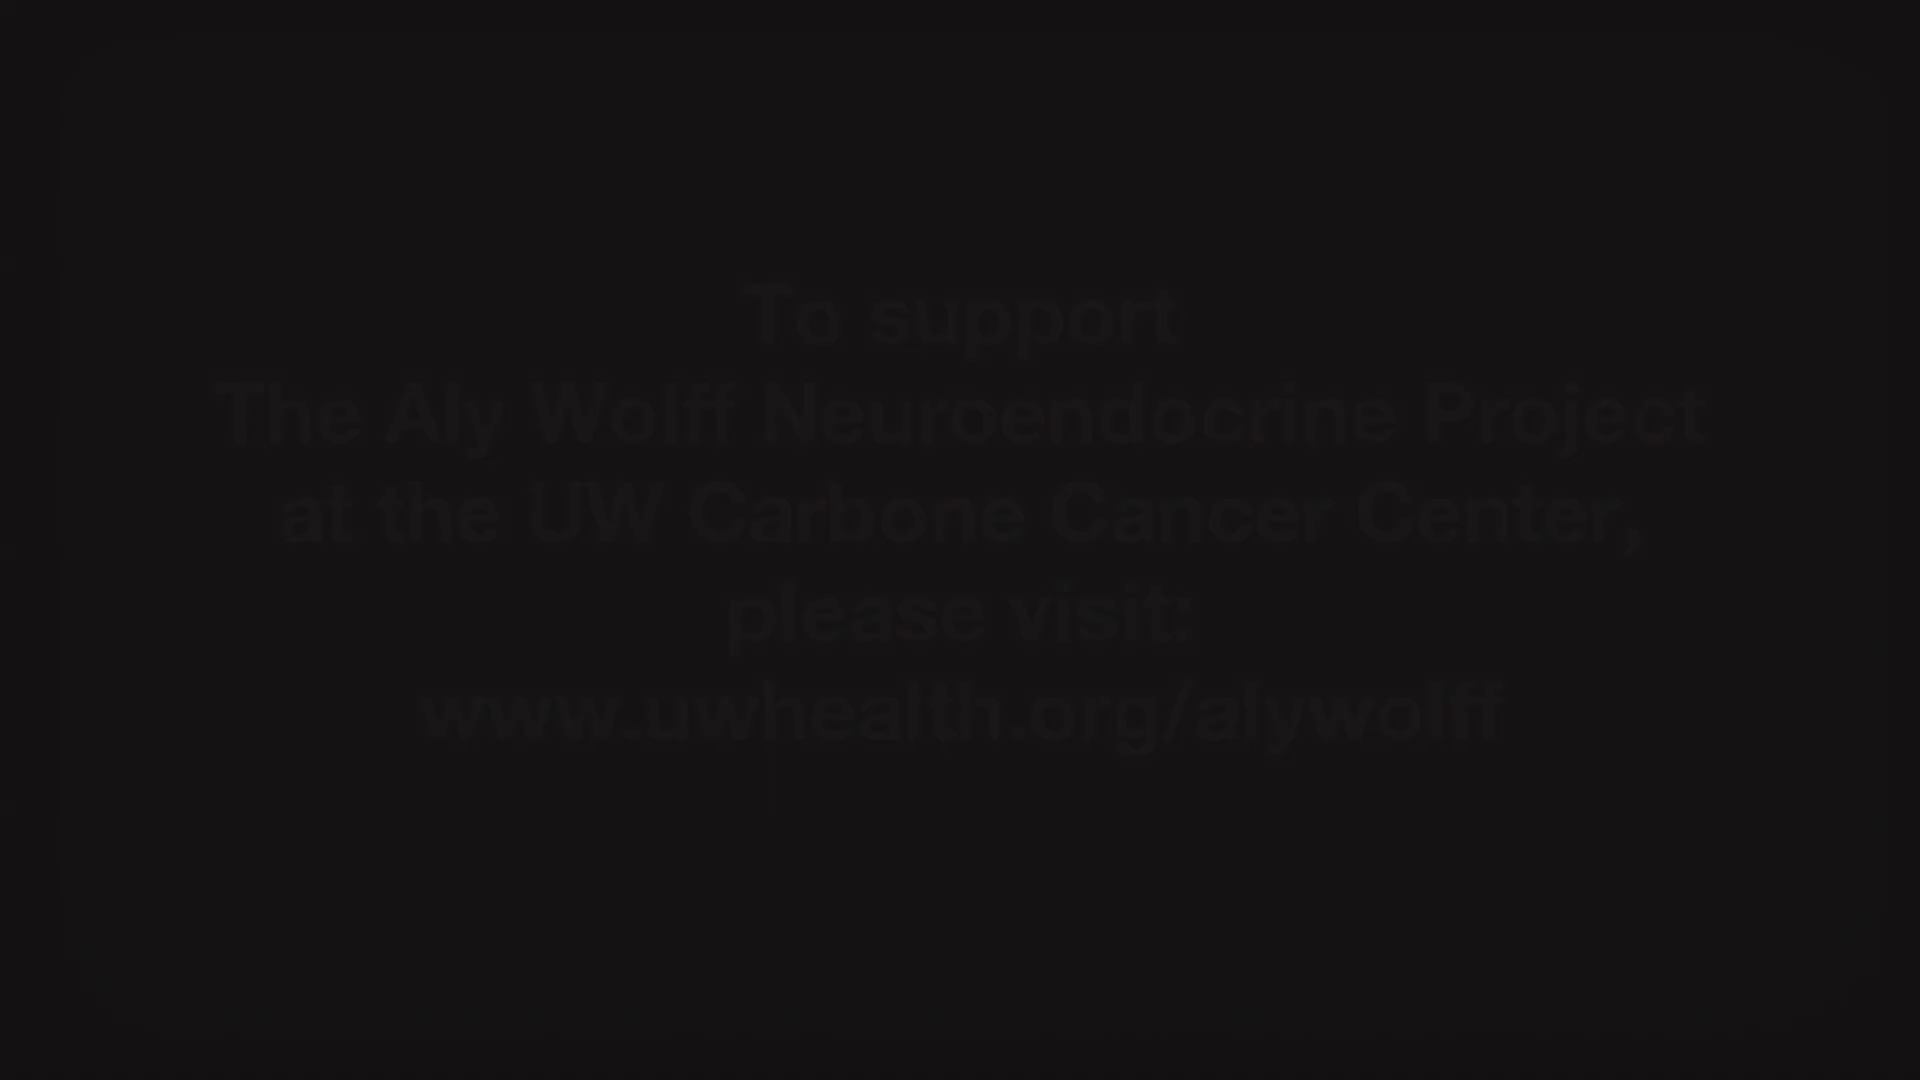 To support
The Aly Wolff Neuroendocrine Project
at the UW Carbone Cancer Center,
please visit:
www.uwhealth.org/alywolff